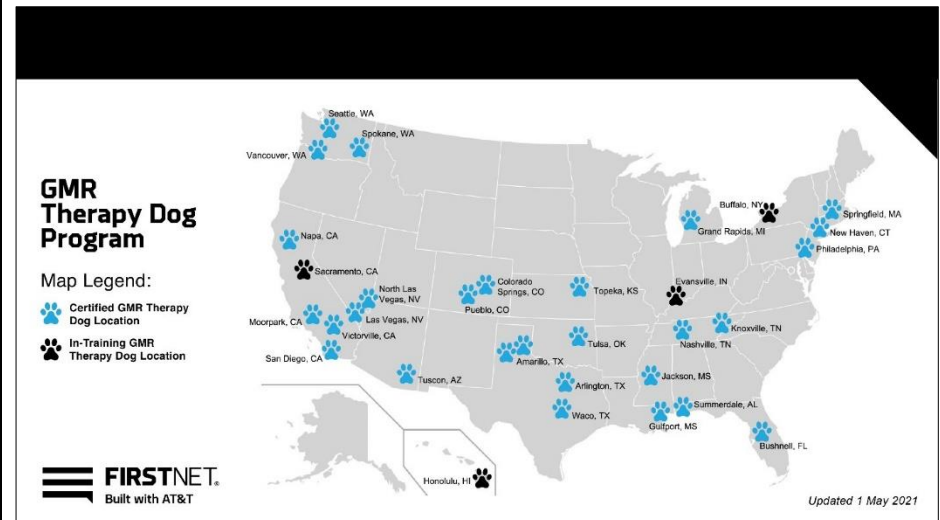 GMR
Therapy Dog
Program
Map Legend:
Certified GMR Therapy
Dog Location
In-Training GMR
Therapy Dog Location
Seattle, WA
Spokane, WA
Vancouver, WA
Napa, CA
Sacramento, CA
North Las
Vegas, NV
Moorpark, CA
Las Vegas, NV
Victorville, CA
San Diego, CA
Tuscon, AZ
Colorado
Springs, CO
Pueblo, CO
Topeka, KS
Tulsa, OK
Amarillo, TX
Arlington, TX
Waco, TX
Grand Rapids, MI
Buffalo, NY
Springfield, MA
New Haven, CT
Philadelphia, PA
Evansville, IN
Knoxville, TN
Nashville, TN
Jackson, MS
Summerdale, AL
Gulfport, MS
Bushnell, FL
Honolulu, HI
FIRSTNET.
Built with AT&T
Updated 1 May 2021